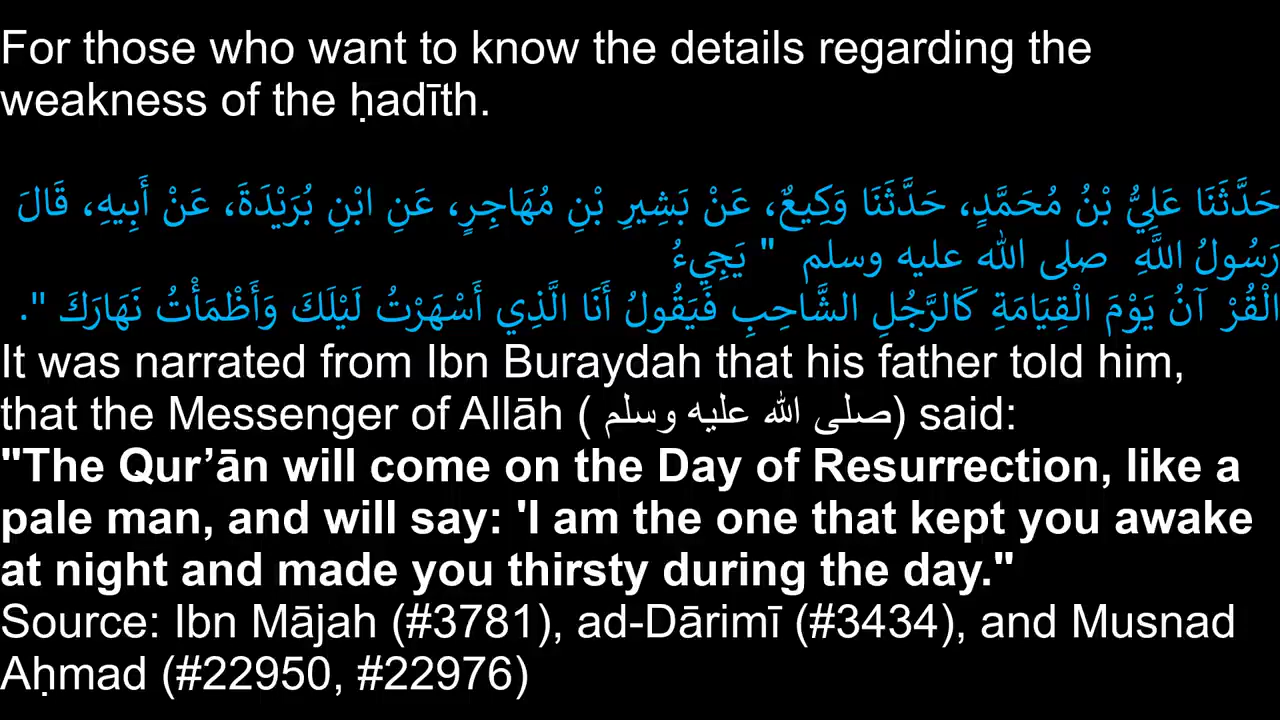 For those who want to know the details regarding the
weakness of the ḥadīth.
حَدَّثَنَا عَلِيُّ بْنُ مُحَمَّدٍ، حَدَّثَنَا وَكِيعٌ، عَنْ بَشِيرِ بْنِ مُهَاجِرٍ، عَنِ ابْنِ بُرَيْدَةَ، عَنْ أَبِيهِ، قَالَ
رَسُولُ اللَّهِ صلى الله عليه وسلم " يَجِيءُ
الْقُرْ آنُ يَوْمَ الْقِيَامَةِ كَالرَّجُلِ الشَّاحِبِ فَيَقُولُ أَنَا الَّذِي أَسْهَرْتُ لَيْلَكَ وَأَظْمَأْتُ نَهَارَكَ ".
It was narrated from Ibn Buraydah that his father told him,
that the Messenger of Allāh ( صلى الله عليه وسلم) said:
"The Qur’ān will come on the Day of Resurrection, like a
pale man, and will say: 'I am the one that kept you awake
at night and made you thirsty during the day."
Source: Ibn Mājah (#3781), ad-Dārimī (#3434), and Musnad
Aḥmad (#22950, #22976)